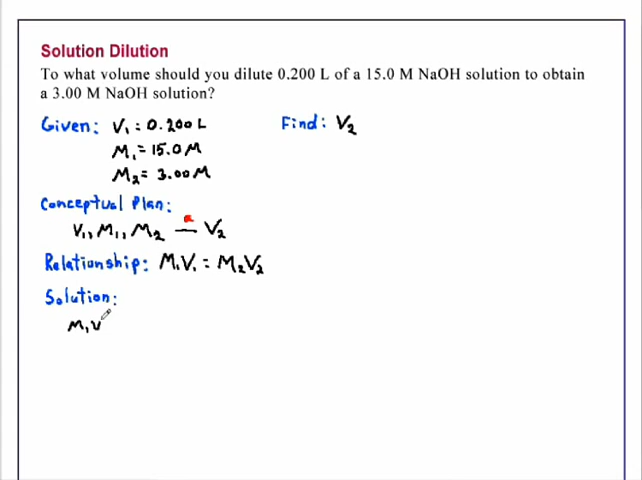 Solution Dilution
To what volume should you dilute 0.200 L of a 15.0 M NaOH solution to obtain
a 3.00 M NaOH solution?
Given: V₁ = 0.200 L Find: V₂
M₁ = 15.0 M
M₂ = 3.00 M
Conceptual Plan:
V₁, M₁, M₂ — V₂
Relationship: M₁V₁ = M₂V₂
Solution:
M₁V